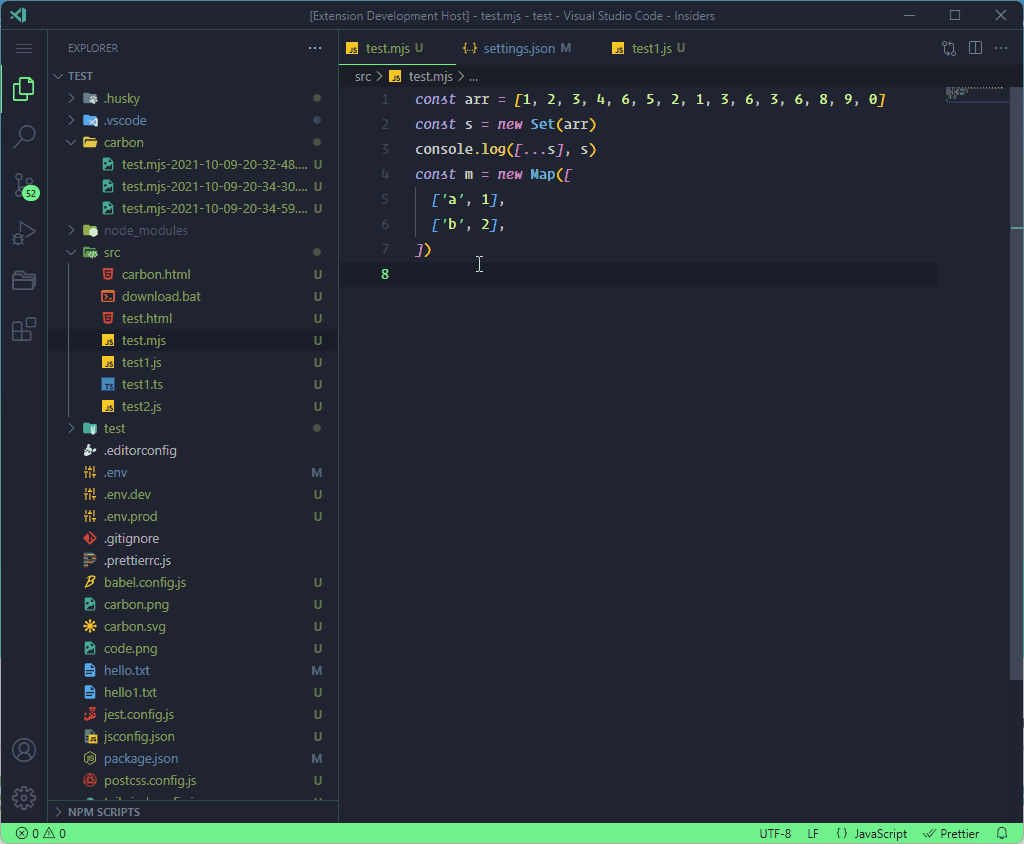 [Extension Development Host] - test.mjs - test - Visual Studio Code - Insiders
EXPLORER
TEST
.husky
.vscode
carbon
test.mjs-2021-10-09-20-32-48.... U
test.mjs-2021-10-09-20-34-30.... U
test.mjs-2021-10-09-20-34-59.... U
node_modules
src
carbon.html U
download.bat U
test.html U
test.mjs U
test1.js U
test1.ts U
test2.js U
test
.editorconfig
.env M
.env.dev U
.env.prod U
.gitignore
.prettierrc.js
babel.config.js U
carbon.png U
carbon.svg U
code.png U
hello.txt M
hello1.txt U
jest.config.js U
jsconfig.json U
package.json M
postcss.config.js U
NPM SCRIPTS
52
test.mjs U
settings.json M
test1.js U
src > test.mjs > ...
1 const arr = [1, 2, 3, 4, 6, 5, 2, 1, 3, 6, 3, 6, 8, 9, 0]
2 const s = new Set(arr)
3 console.log([...s], s)
4 const m = new Map([
5 ['a', 1],
6 ['b', 2],
7 ])
8
0 0
UTF-8 LF {} JavaScript Prettier